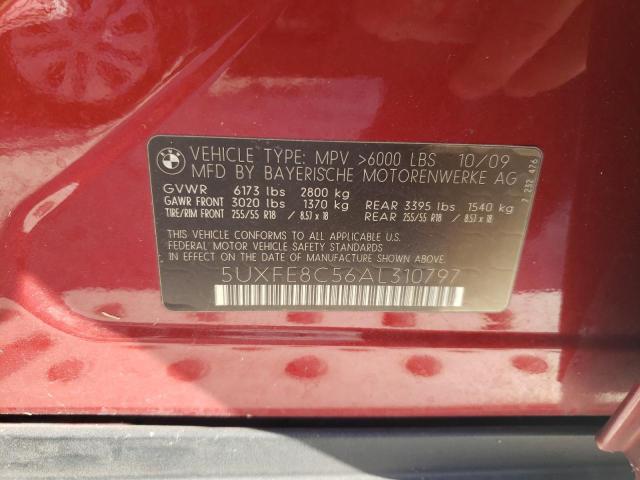 VEHICLE TYPE: MPV >6000 LBS 10/09
MFD BY BAYERISCHE MOTORENWERKE AG
GVWR 6173 lbs 2800 kg
GAWR FRONT 3020 lbs 1370 kg REAR 3395 lbs 1540 kg
TIRE/RIM FRONT 255/55 R18 / 8.5J x 18 REAR 255/55 R18 / 8.5J x 18
THIS VEHICLE CONFORMS TO ALL APPLICABLE U.S.
FEDERAL MOTOR VEHICLE SAFETY STANDARDS
IN EFFECT ON THE DATE OF MANUFACTURE SHOWN ABOVE.
5UXFE8C56AL310797
7 232 476